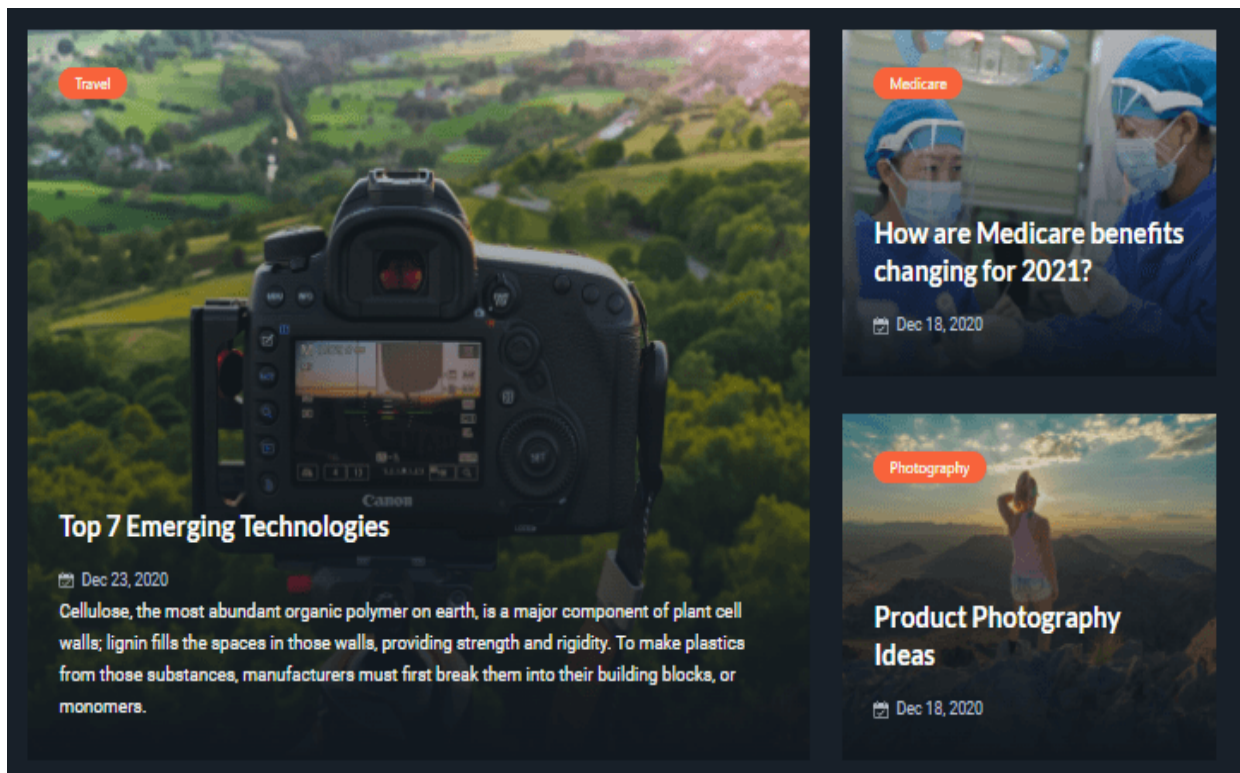 Travel
Canon
SET
Top 7 Emerging Technologies
Dec 23, 2020
Cellulose, the most abundant organic polymer on earth, is a major component of plant cell
walls; lignin fills the spaces in those walls, providing strength and rigidity. To make plastics
from those substances, manufacturers must first break them into their building blocks, or
monomers.
Medicare
How are Medicare benefits
changing for 2021?
Dec 18, 2020
Photography
Product Photography
Ideas
Dec 18, 2020